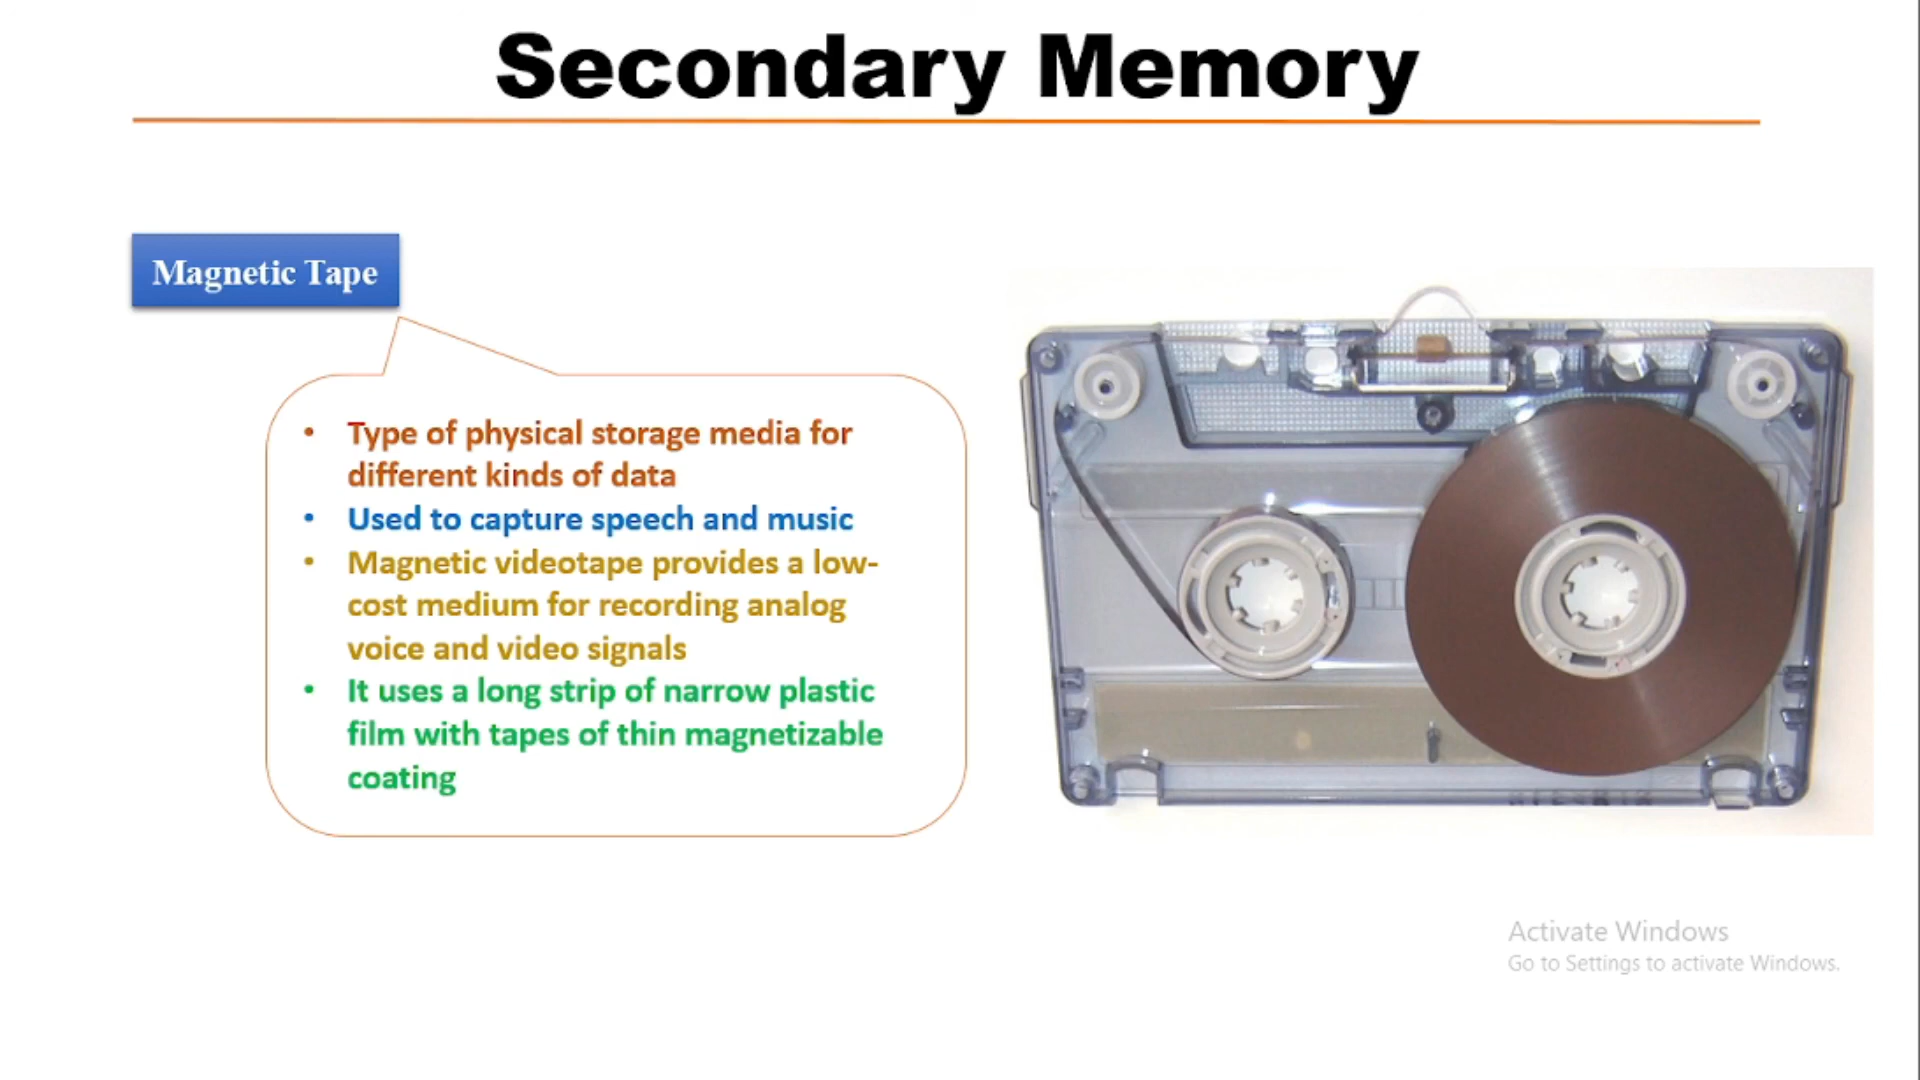 Secondary Memory
Magnetic Tape
• Type of physical storage media for
different kinds of data
• Used to capture speech and music
• Magnetic videotape provides a low-
cost medium for recording analog
voice and video signals
• It uses a long strip of narrow plastic
film with tapes of thin magnetizable
coating
Activate Windows
Go to Settings to activate Windows.